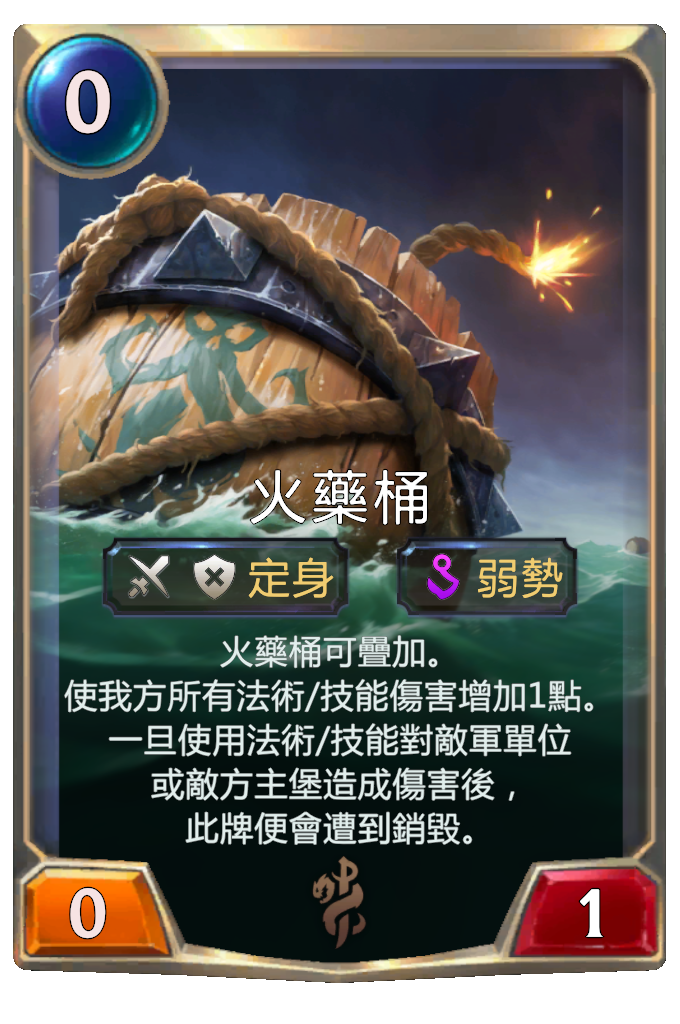 0
火藥桶
定身
弱勢
火藥桶可疊加。
使我方所有法術/技能傷害增加1點。
一旦使用法術/技能對敵軍單位
或敵方主堡造成傷害後，
此牌便會遭到銷毀。
0
1